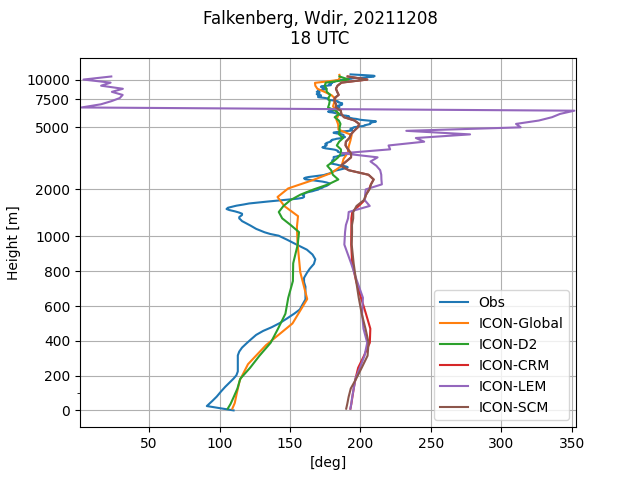 Falkenberg, Wdir, 20211208
18 UTC
10000
7500
5000
2000
1000
800
600
400
200
0
Height [m]
Obs
ICON-Global
ICON-D2
ICON-CRM
ICON-LEM
ICON-SCM
50
100
150
200
250
300
350
[deg]